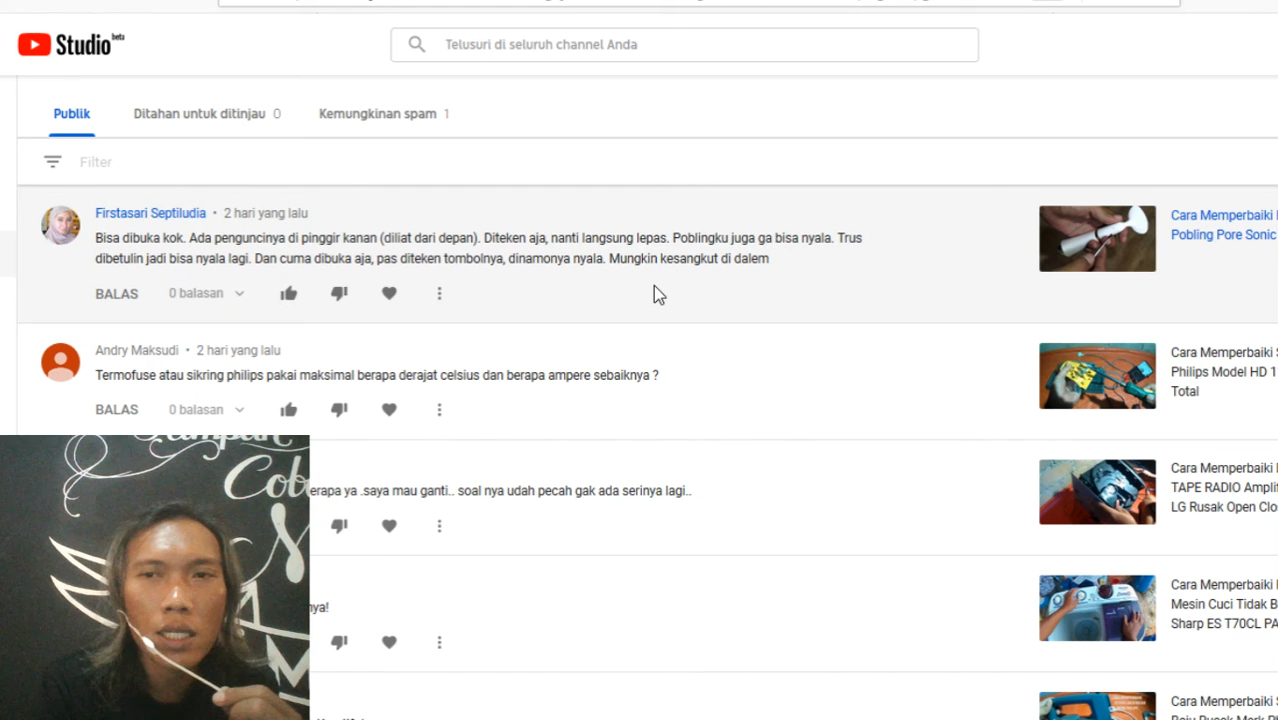 Studio beta
Telusuri di seluruh channel Anda
Publik
Ditahan untuk ditinjau 0
Kemungkinan spam 1
Filter
Firstasari Septiludia • 2 hari yang lalu
Bisa dibuka kok. Ada penguncinya di pinggir kanan (diliat dari depan). Diteken aja, nanti langsung lepas. Poblingku juga ga bisa nyala. Trus
dibetulin jadi bisa nyala lagi. Dan cuma dibuka aja, pas diteken tombolnya, dinamonya nyala. Mungkin kesangkut di dalem
BALAS 0 balasan
Cara Memperbaiki
Pobling Pore Sonic
Andry Maksudi • 2 hari yang lalu
Termofuse atau sikring philips pakai maksimal berapa derajat celsius dan berapa ampere sebaiknya ?
BALAS 0 balasan
Cara Memperbaiki
Philips Model HD 1
Total
erapa ya .saya mau ganti.. soal nya udah pecah gak ada serinya lagi..
Cara Memperbaiki
TAPE RADIO Amplif
LG Rusak Open Clo
nya!
Cara Memperbaiki
Mesin Cuci Tidak B
Sharp ES T70CL PA
Cara Memperbaiki